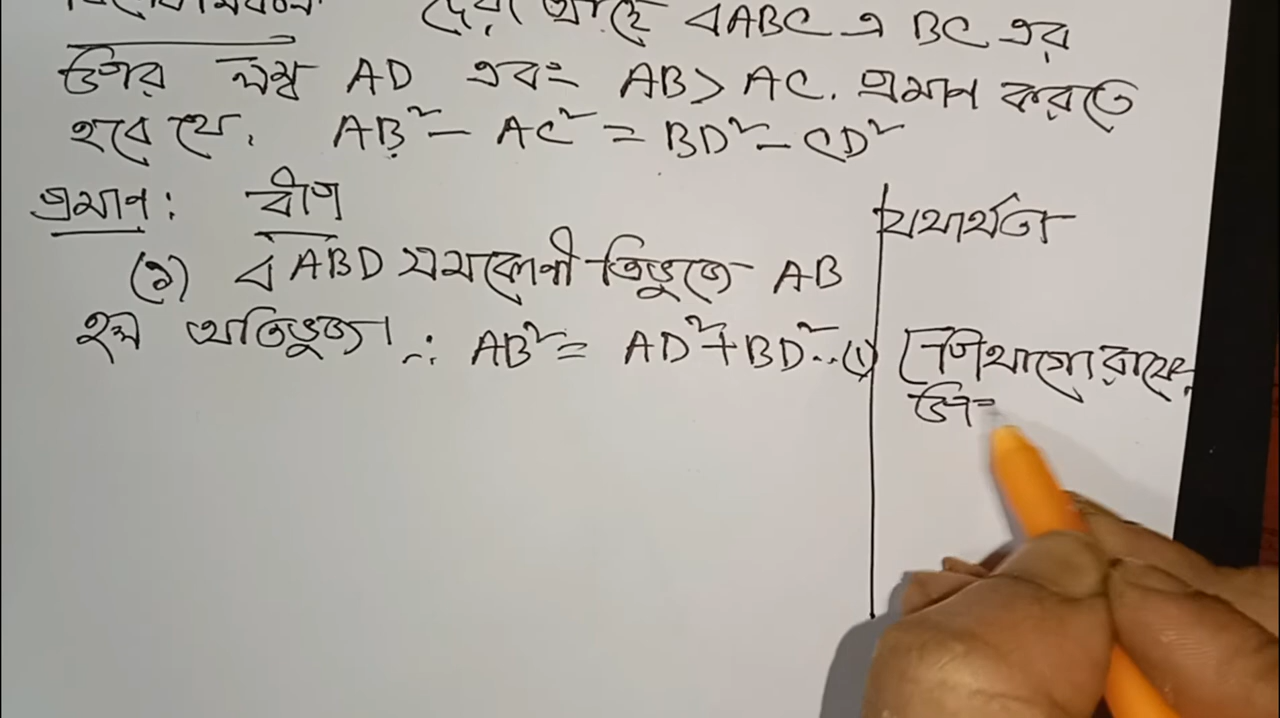 দেওয়া আছে ∆ABC এ BC এর
উপর লম্ব AD এবং AB > AC. প্রমাণ করতে
হবে যে, AB² - AC² = BD² - CD²
প্রমাণ: ধাপ
যথার্থতা
(১) ∆ABD সমকোণী ত্রিভুজে AB
হল অতিভুজ। ∴ AB² = AD² + BD² ... (1)
[পিথাগোরাসের
উপ